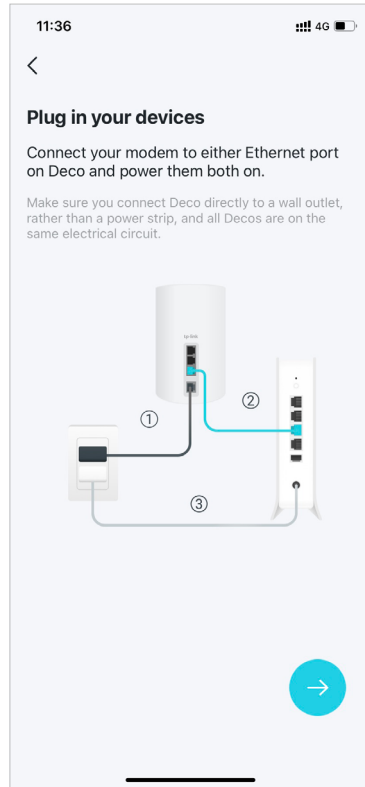 11:36
4G
Plug in your devices
Connect your modem to either Ethernet port
on Deco and power them both on.
Make sure you connect Deco directly to a wall outlet,
rather than a power strip, and all Decos are on the
same electrical circuit.
tp-link
①
②
③